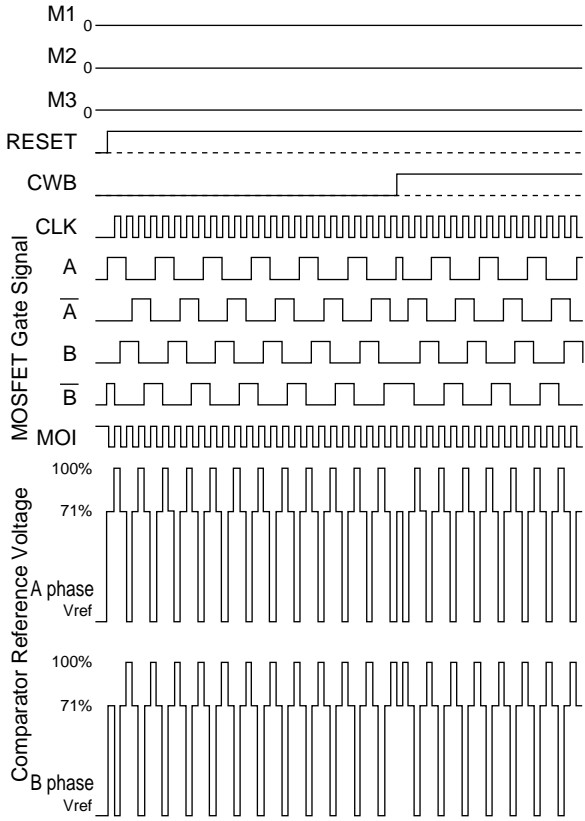 M1 0
M2 0
M3 0
RESET
CWB
MOSFET Gate Signal
CLK
A
A̅
B
B̅
MOI
Comparator Reference Voltage
100%
71%
A phase
Vref
100%
71%
B phase
Vref